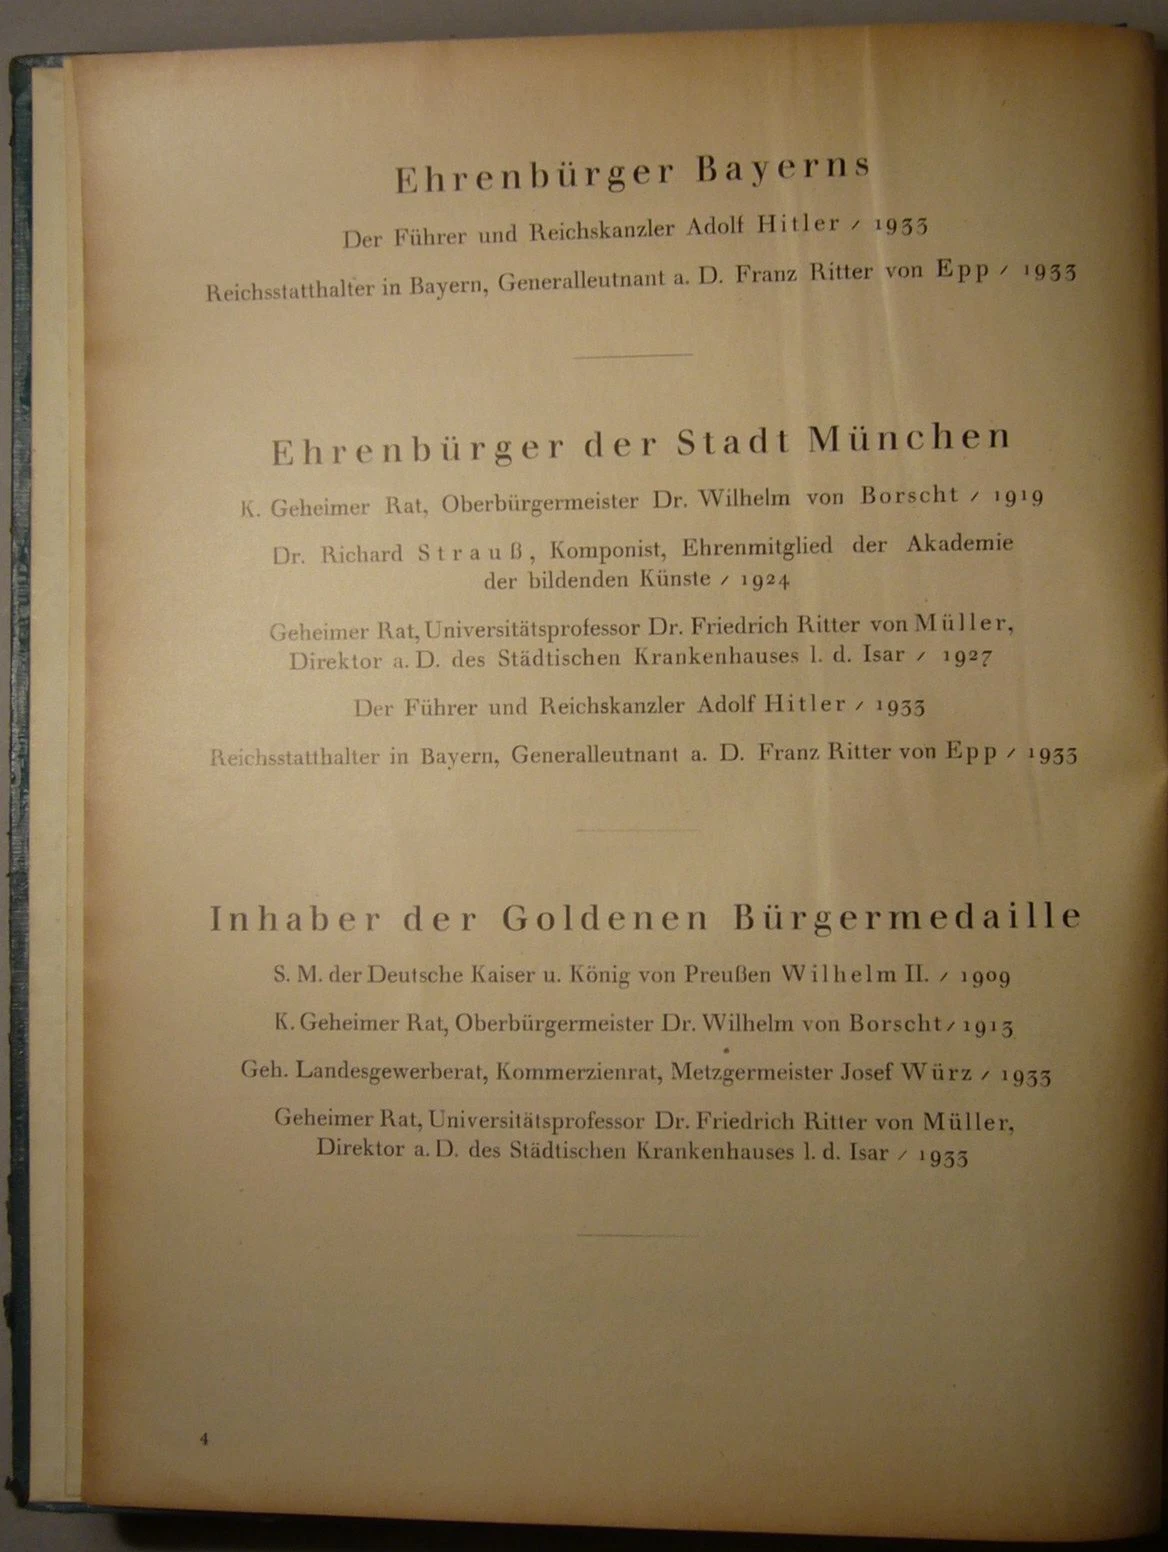 Ehrenbürger Bayerns
Der Führer und Reichskanzler Adolf Hitler / 1933
Reichsstatthalter in Bayern, Generalleutnant a. D. Franz Ritter von Epp / 1933
Ehrenbürger der Stadt München
K. Geheimer Rat, Oberbürgermeister Dr. Wilhelm von Borscht / 1919
Dr. Richard Strauß, Komponist, Ehrenmitglied der Akademie
der bildenden Künste / 1924
Geheimer Rat, Universitätsprofessor Dr. Friedrich Ritter von Müller,
Direktor a. D. des Städtischen Krankenhauses l. d. Isar / 1927
Der Führer und Reichskanzler Adolf Hitler / 1933
Reichsstatthalter in Bayern, Generalleutnant a. D. Franz Ritter von Epp / 1933
Inhaber der Goldenen Bürgermedaille
S. M. der Deutsche Kaiser u. König von Preußen Wilhelm II. / 1909
K. Geheimer Rat, Oberbürgermeister Dr. Wilhelm von Borscht / 1913
Geh. Landesgewerberat, Kommerzienrat, Metzgermeister Josef Würz / 1933
Geheimer Rat, Universitätsprofessor Dr. Friedrich Ritter von Müller,
Direktor a. D. des Städtischen Krankenhauses l. d. Isar / 1933
4